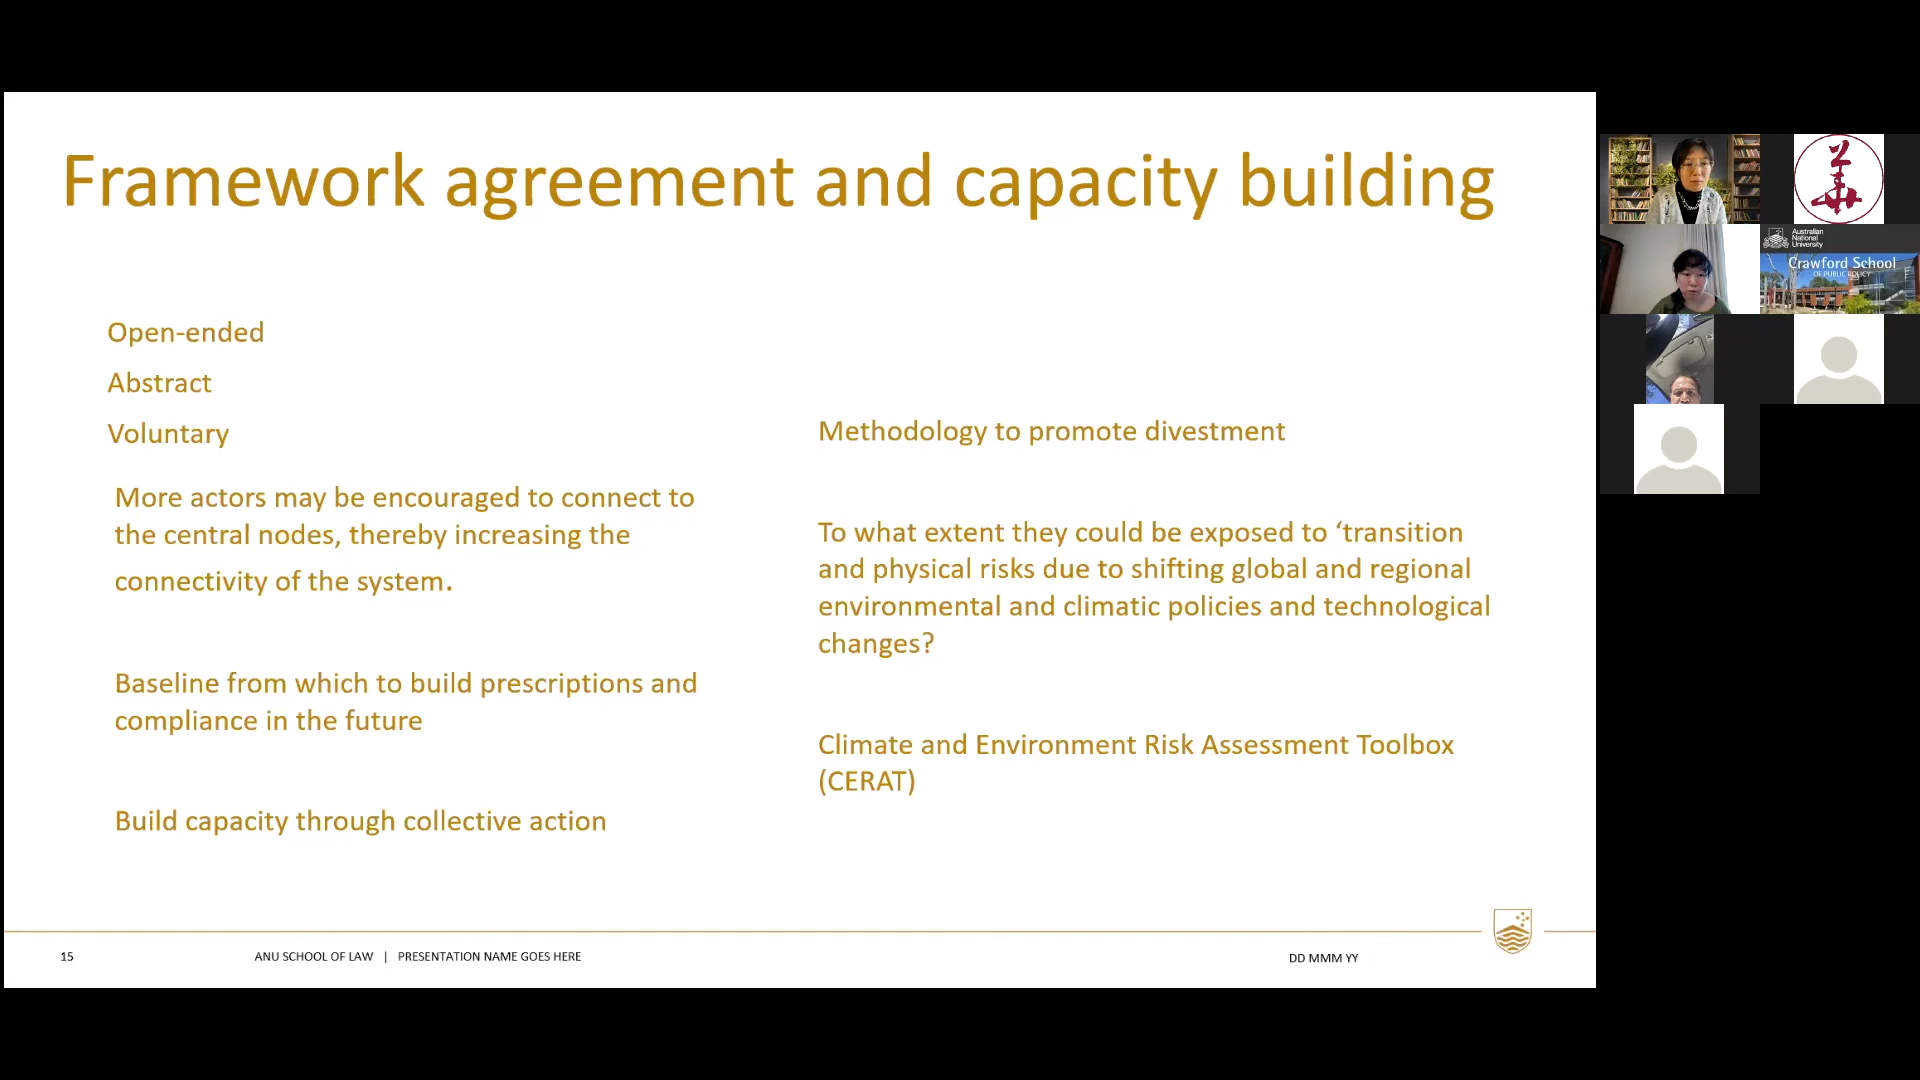 Framework agreement and capacity building
Open-ended
Abstract
Voluntary
More actors may be encouraged to connect to
the central nodes, thereby increasing the
connectivity of the system.
Baseline from which to build prescriptions and
compliance in the future
Build capacity through collective action
Methodology to promote divestment
To what extent they could be exposed to ‘transition
and physical risks due to shifting global and regional
environmental and climatic policies and technological
changes?
Climate and Environment Risk Assessment Toolbox
(CERAT)
15
ANU SCHOOL OF LAW | PRESENTATION NAME GOES HERE
DD MMM YY
Australian
National
University
Crawford School
OF PUBLIC POLICY